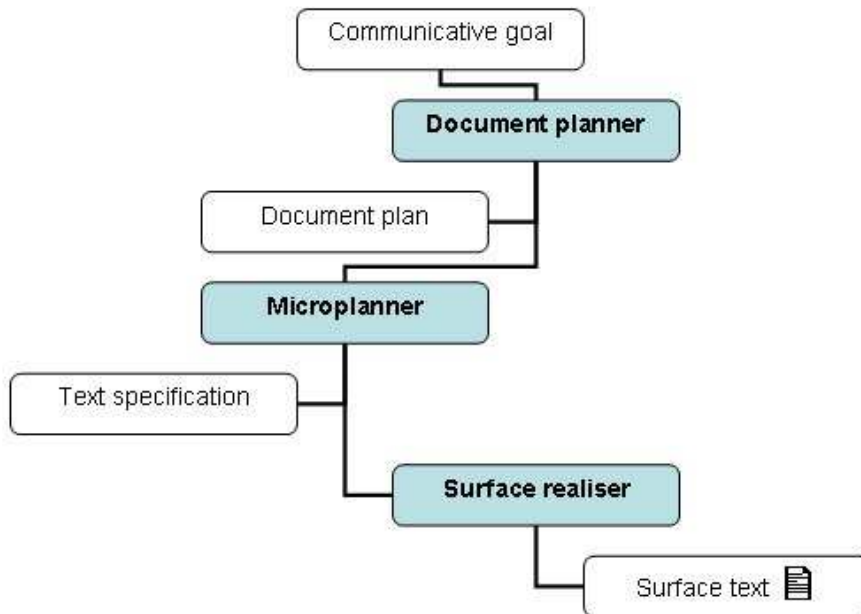 Communicative goal
Document planner
Document plan
Microplanner
Text specification
Surface realiser
Surface text